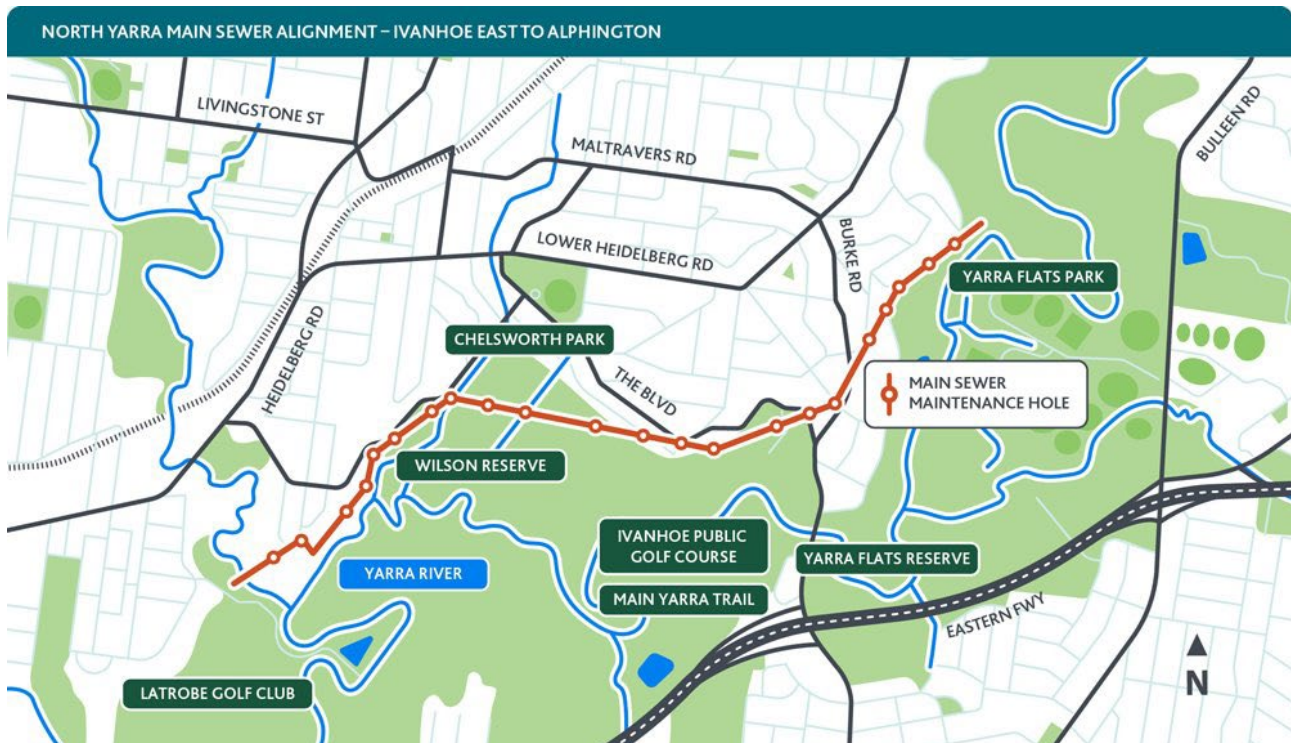 NORTH YARRA MAIN SEWER ALIGNMENT – IVANHOE EAST TO ALPHINGTON
LIVINGSTONE ST
MALTRAVERS RD
BULLEEN RD
LOWER HEIDELBERG RD
BURKE RD
YARRA FLATS PARK
HEIDELBERG RD
CHELSWORTH PARK
THE BLVD
MAIN SEWER
MAINTENANCE HOLE
WILSON RESERVE
IVANHOE PUBLIC
GOLF COURSE
YARRA FLATS RESERVE
YARRA RIVER
MAIN YARRA TRAIL
EASTERN FWY
N
LATROBE GOLF CLUB